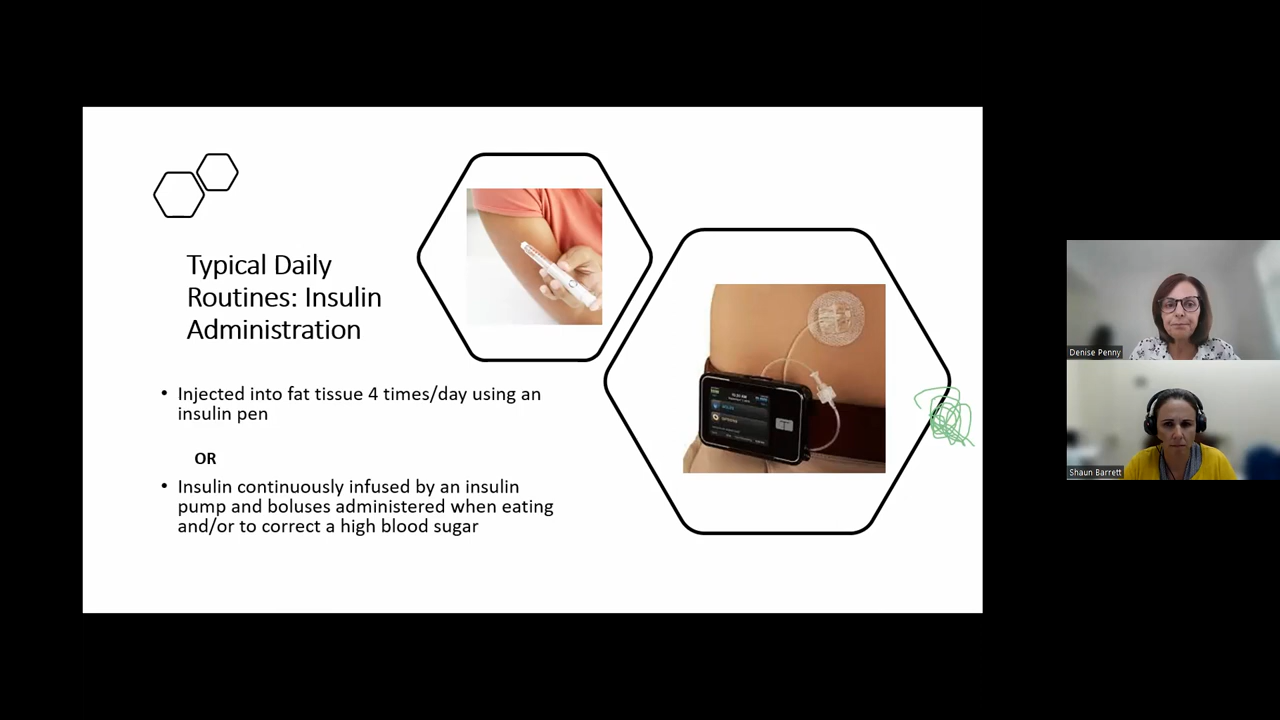 Typical Daily
Routines: Insulin
Administration
• Injected into fat tissue 4 times/day using an
insulin pen
OR
• Insulin continuously infused by an insulin
pump and boluses administered when eating
and/or to correct a high blood sugar
Denise Penny
Shaun Barrett